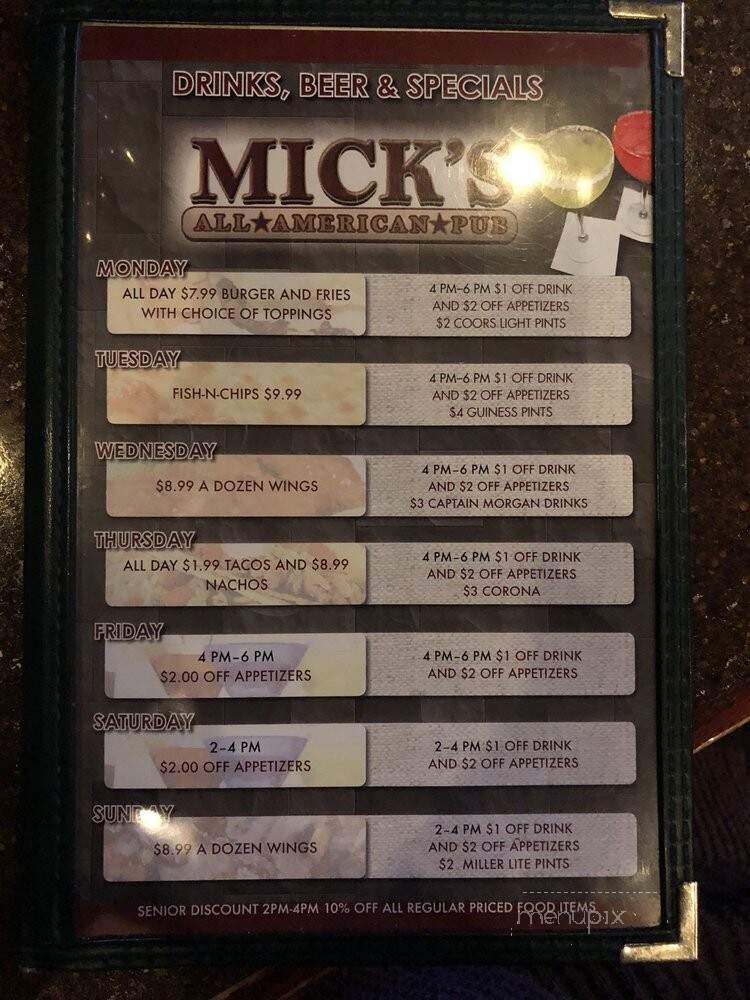 DRINKS, BEER & SPECIALS
MICK'S
ALL★AMERICAN★PUB
MONDAY
ALL DAY $7.99 BURGER AND FRIES
WITH CHOICE OF TOPPINGS
4 PM-6 PM $1 OFF DRINK
AND $2 OFF APPETIZERS
$2 COORS LIGHT PINTS
TUESDAY
FISH-N-CHIPS $9.99
4 PM-6 PM $1 OFF DRINK
AND $2 OFF APPETIZERS
$4 GUINESS PINTS
WEDNESDAY
$8.99 A DOZEN WINGS
4 PM-6 PM $1 OFF DRINK
AND $2 OFF APPETIZERS
$3 CAPTAIN MORGAN DRINKS
THURSDAY
ALL DAY $1.99 TACOS AND $8.99
NACHOS
4 PM-6 PM $1 OFF DRINK
AND $2 OFF APPETIZERS
$3 CORONA
FRIDAY
4 PM-6 PM
$2.00 OFF APPETIZERS
4 PM-6 PM $1 OFF DRINK
AND $2 OFF APPETIZERS
SATURDAY
2-4 PM
$2.00 OFF APPETIZERS
2-4 PM $1 OFF DRINK
AND $2 OFF APPETIZERS
SUNDAY
$8.99 A DOZEN WINGS
2-4 PM $1 OFF DRINK
AND $2 OFF APPETIZERS
$2 MILLER LITE PINTS
SENIOR DISCOUNT 2PM-4PM 10% OFF ALL REGULAR PRICED FOOD ITEMS
menupix